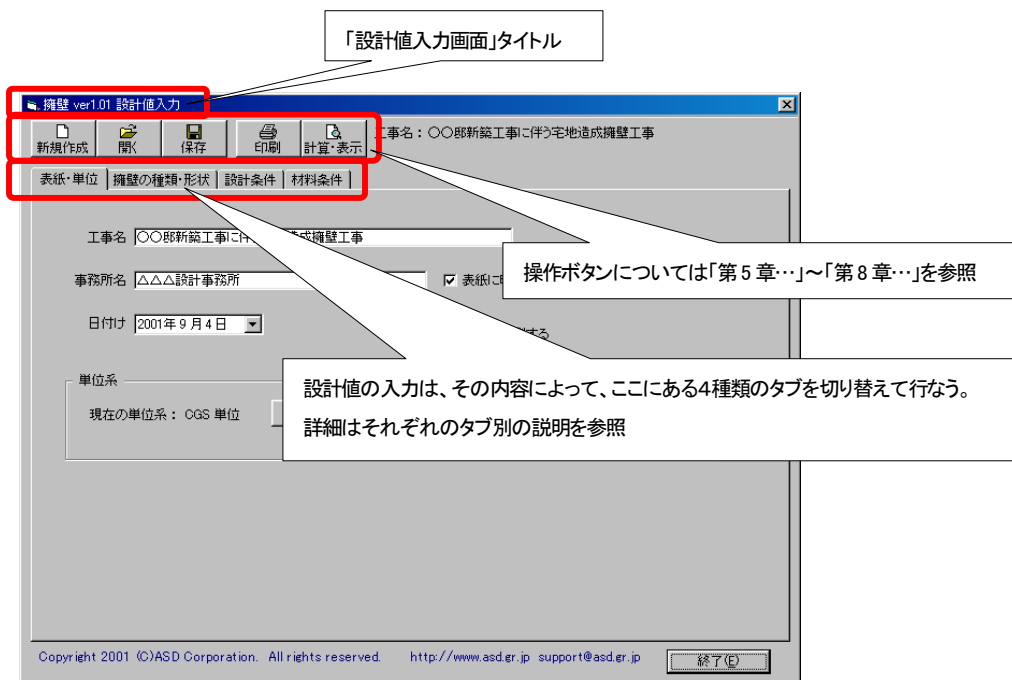 「設計値入力画面」タイトル
擁壁 ver1.01 設計値入力
新規作成 開く 保存 印刷 計算・表示
工事名：〇〇邸新築工事に伴う宅地造成擁壁工事
表紙・単位 擁壁の種類・形状 設計条件 材料条件
工事名 〇〇邸新築工事に 成擁壁工事
操作ボタンについては「第５章…」～「第８章…」を参照
事務所名 △△△設計事務所 表紙に
日付け 2001年 9 月 4 日
する
設計値の入力は、その内容によって、ここにある４種類のタブを切り替えて行なう。
詳細はそれぞれのタブ別の説明を参照
単位系
現在の単位系： CGS 単位
Copyright 2001 (C)ASD Corporation. All rights reserved. http://www.asd.gr.jp support@asd.gr.jp 終了(E)